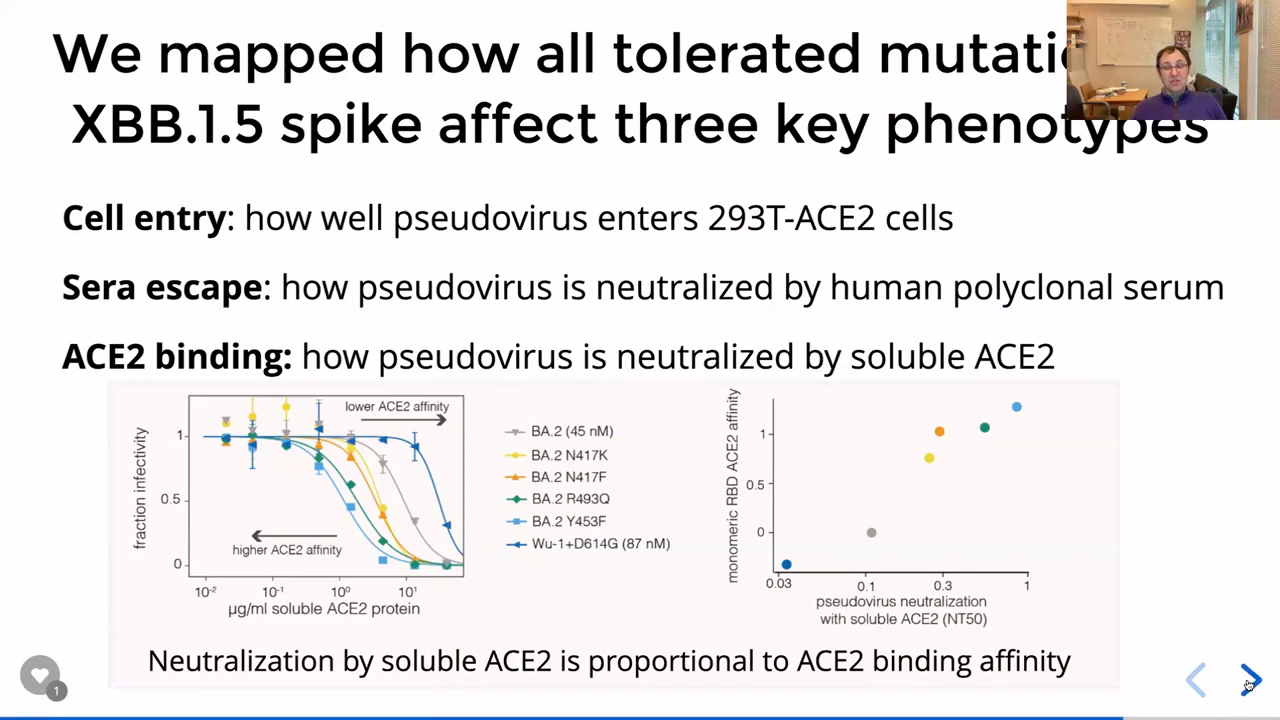 We mapped how all tolerated mutati
XBB.1.5 spike affect three key phenotypes
Cell entry: how well pseudovirus enters 293T-ACE2 cells
Sera escape: how pseudovirus is neutralized by human polyclonal serum
ACE2 binding: how pseudovirus is neutralized by soluble ACE2
fraction infectivity
1
0.5
0
lower ACE2 affinity
higher ACE2 affinity
10⁻²
10⁻¹
10⁰
10¹
µg/ml soluble ACE2 protein
BA.2 (45 nM)
BA.2 N417K
BA.2 N417F
BA.2 R493Q
BA.2 Y453F
Wu-1+D614G (87 nM)
monomeric RBD ACE2 affinity
1
0.5
0
0.03
0.1
0.3
1
pseudovirus neutralization
with soluble ACE2 (NT50)
Neutralization by soluble ACE2 is proportional to ACE2 binding affinity
1